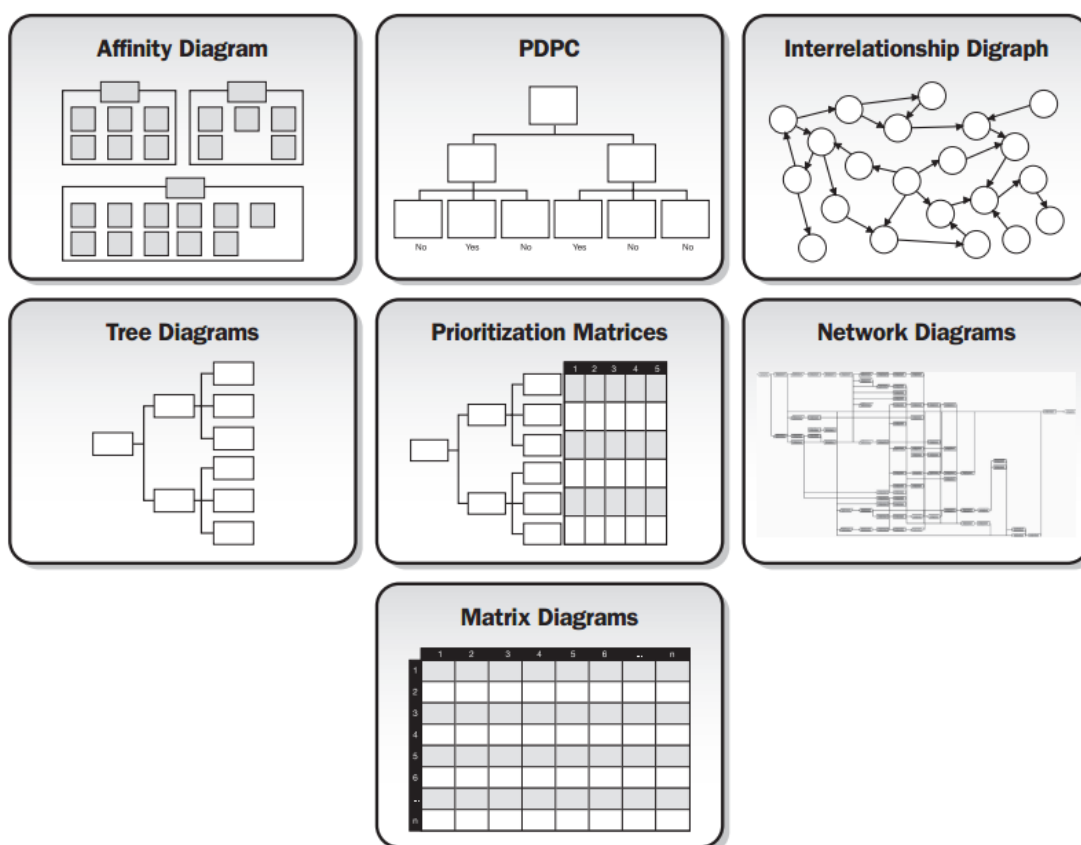 Affinity Diagram
PDPC
No Yes No Yes No No
Interrelationship Digraph
Tree Diagrams
Prioritization Matrices
1 2 3 4 5
Network Diagrams
Matrix Diagrams
1 2 3 4 5 6 ... n
1
2
3
4
5
6
...
n